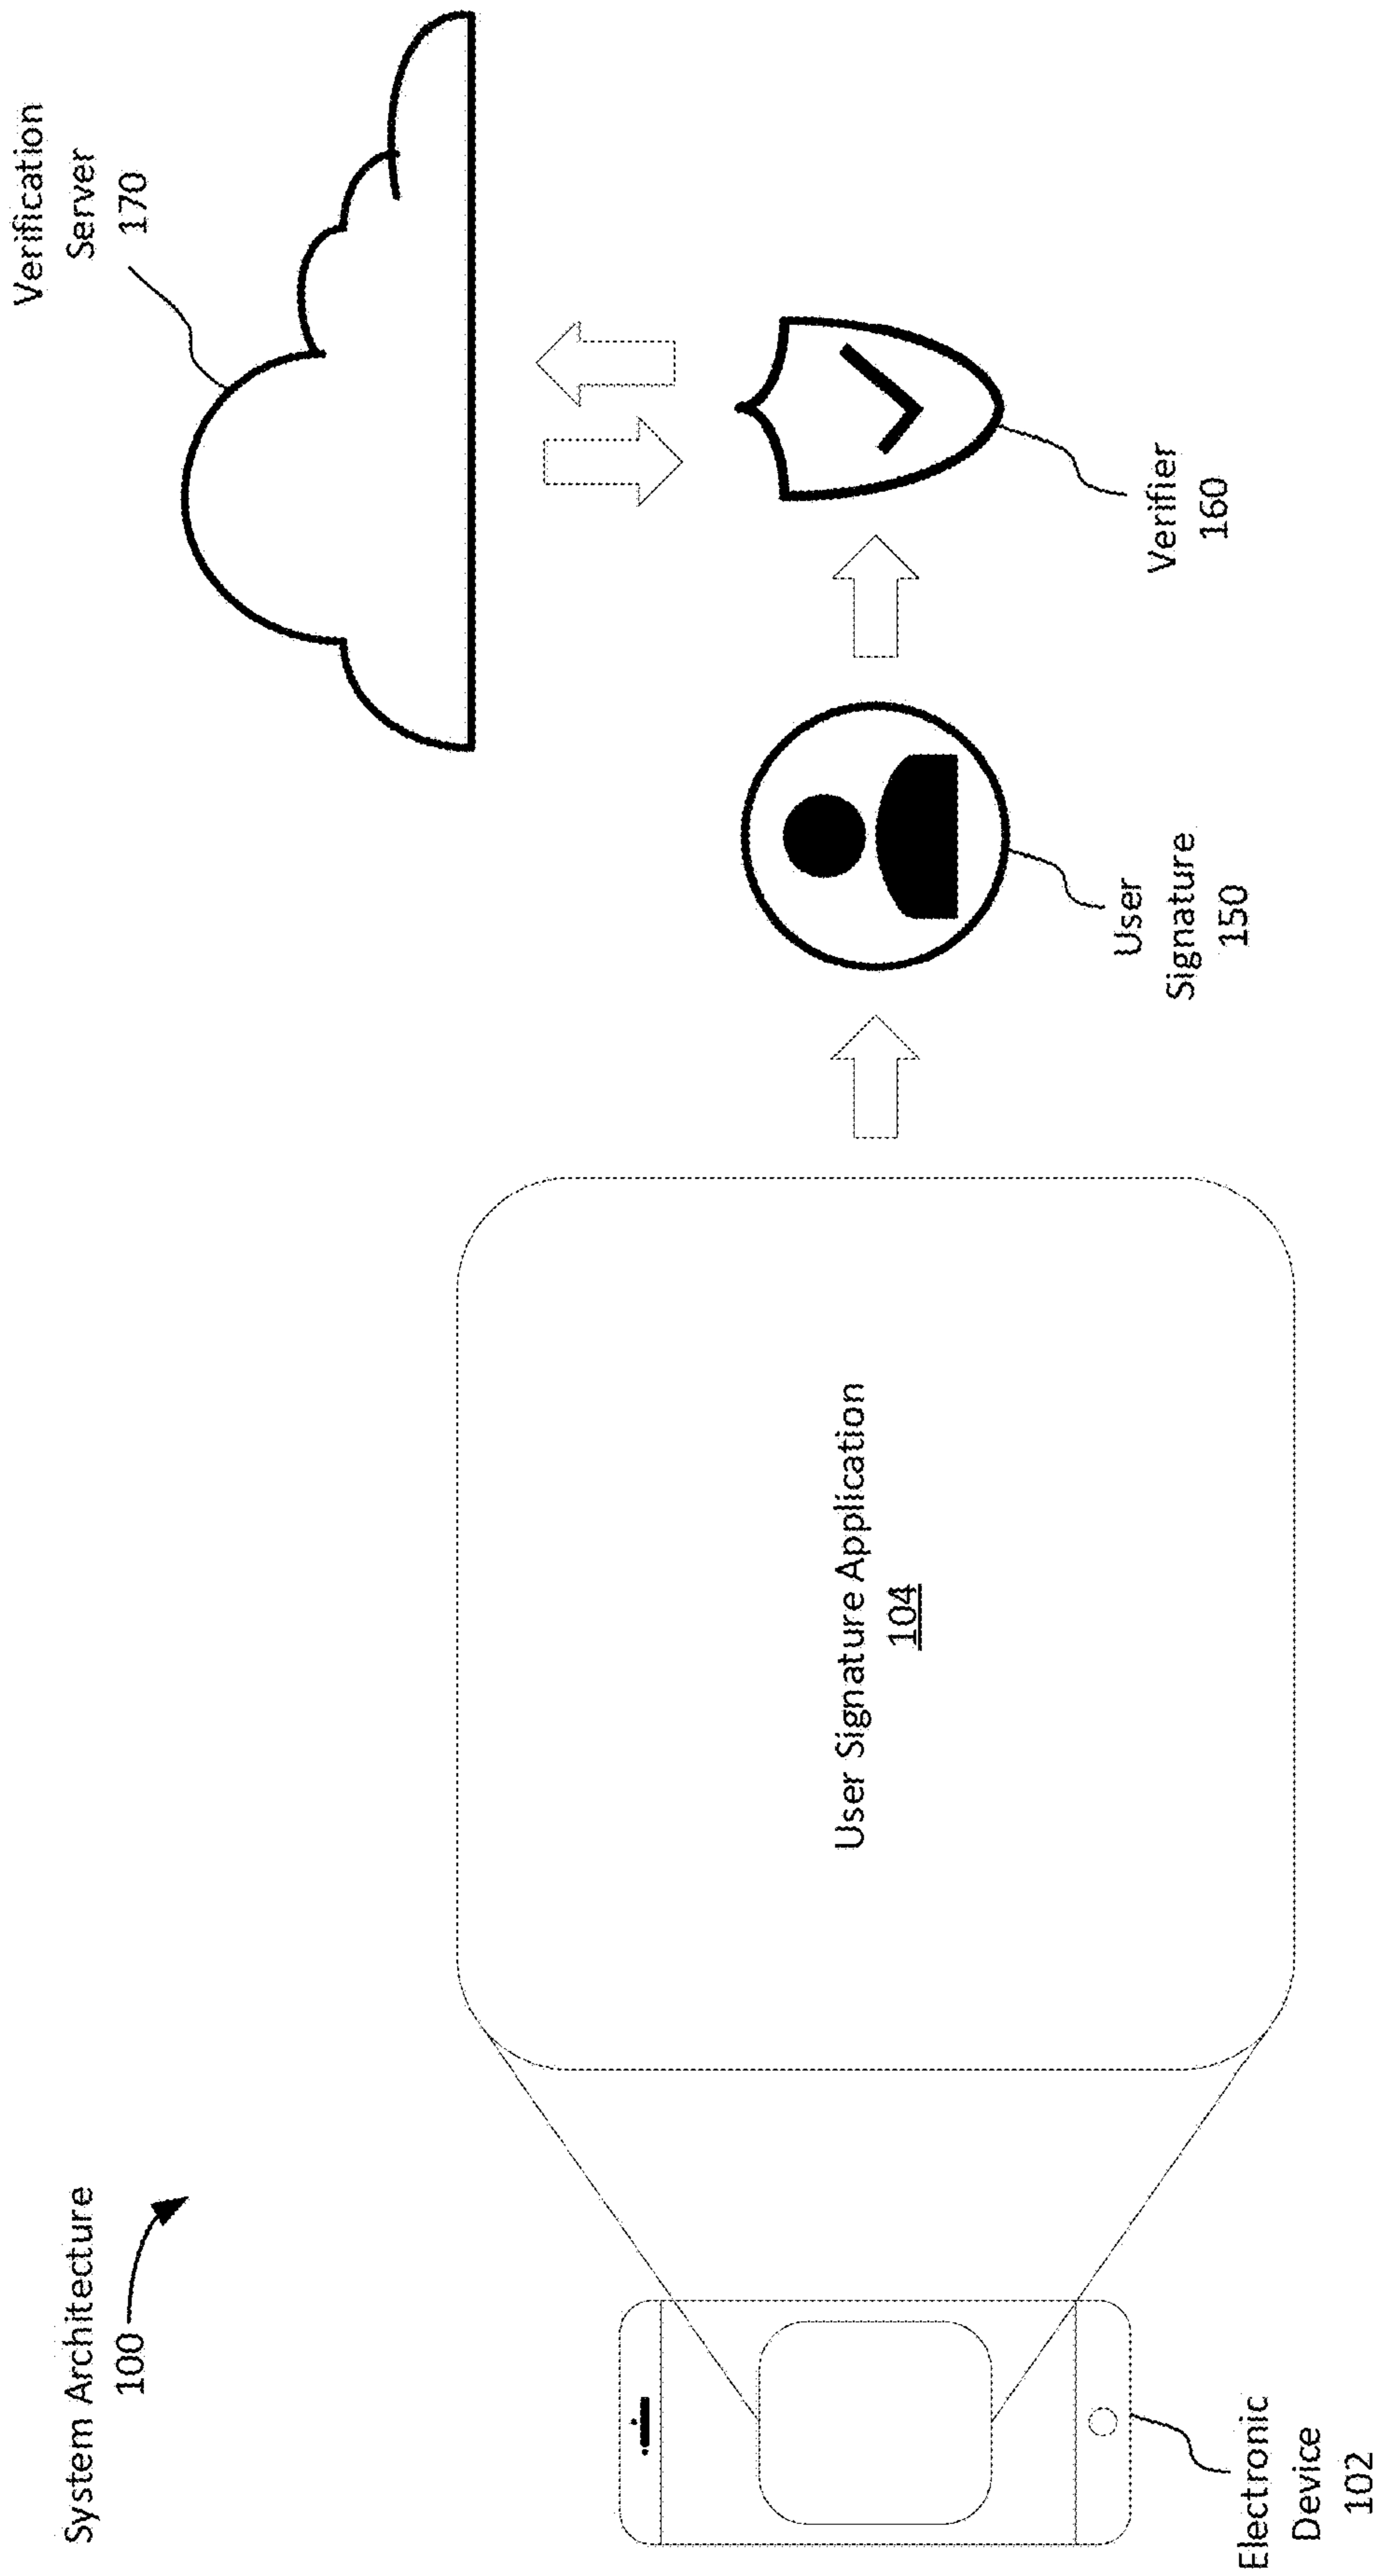 System Architecture
100
Verification
Server
170
User Signature Application
104
Electronic
Device
102
User
Signature
150
Verifier
160